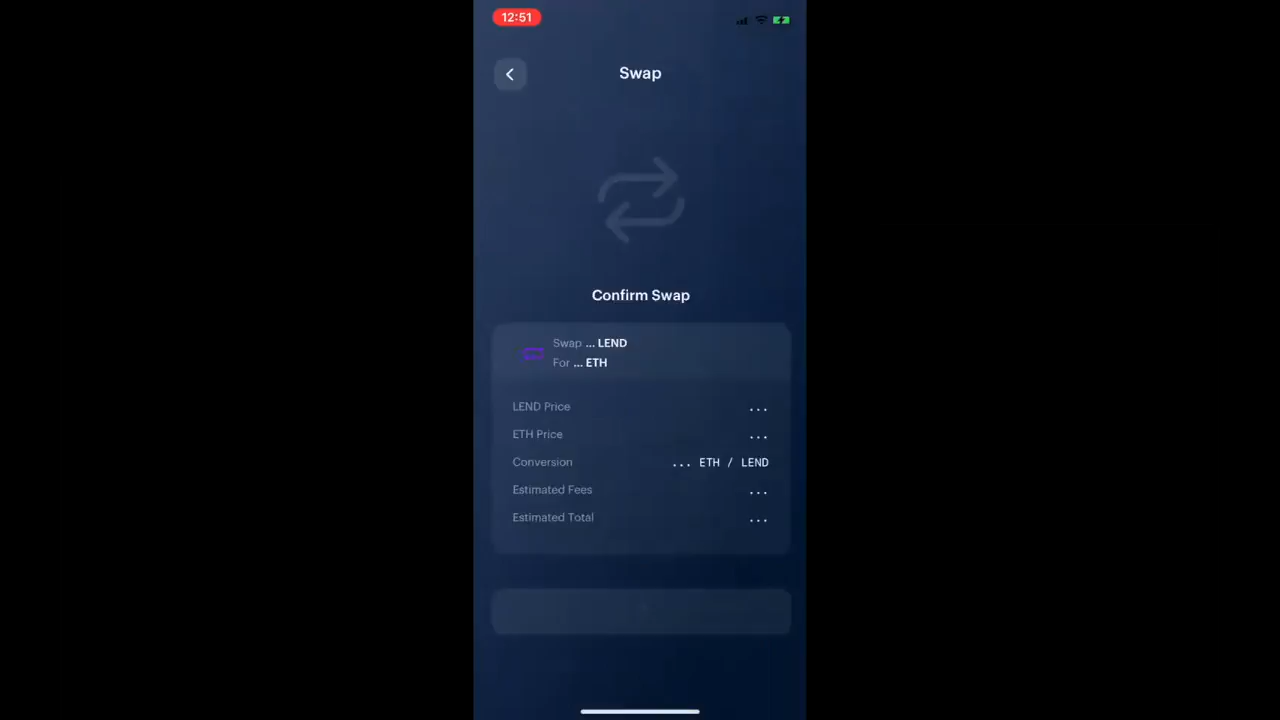 12:51
Swap
Confirm Swap
Swap ... LEND
For ... ETH
LEND Price ...
ETH Price ...
Conversion ... ETH / LEND
Estimated Fees ...
Estimated Total ...